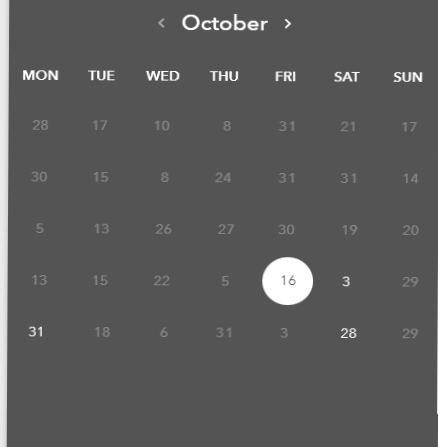 ‹ October ›
MON TUE WED THU FRI SAT SUN
28 17 10 8 31 21 17
30 15 8 24 31 31 14
5 13 26 27 30 19 20
13 15 22 5 16 3 29
31 18 6 31 3 28 29